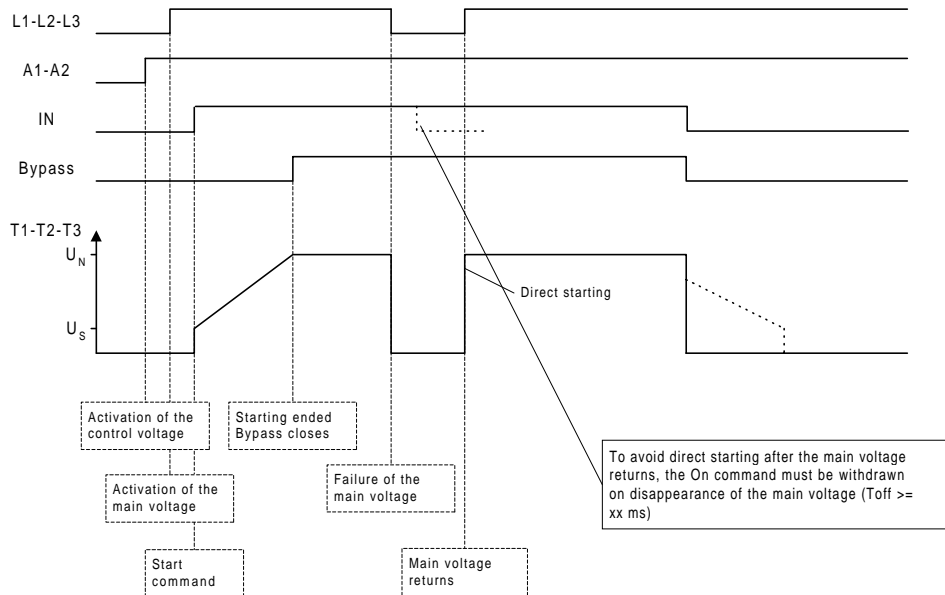 L1-L2-L3
A1-A2
IN
Bypass
T1-T2-T3
UN
US
Direct starting
Activation of the
control voltage
Starting ended
Bypass closes
Activation of the
main voltage
Failure of the
main voltage
Start
command
Main voltage
returns
To avoid direct starting after the main voltage
returns, the On command must be withdrawn
on disappearance of the main voltage (Toff >=
xx ms)